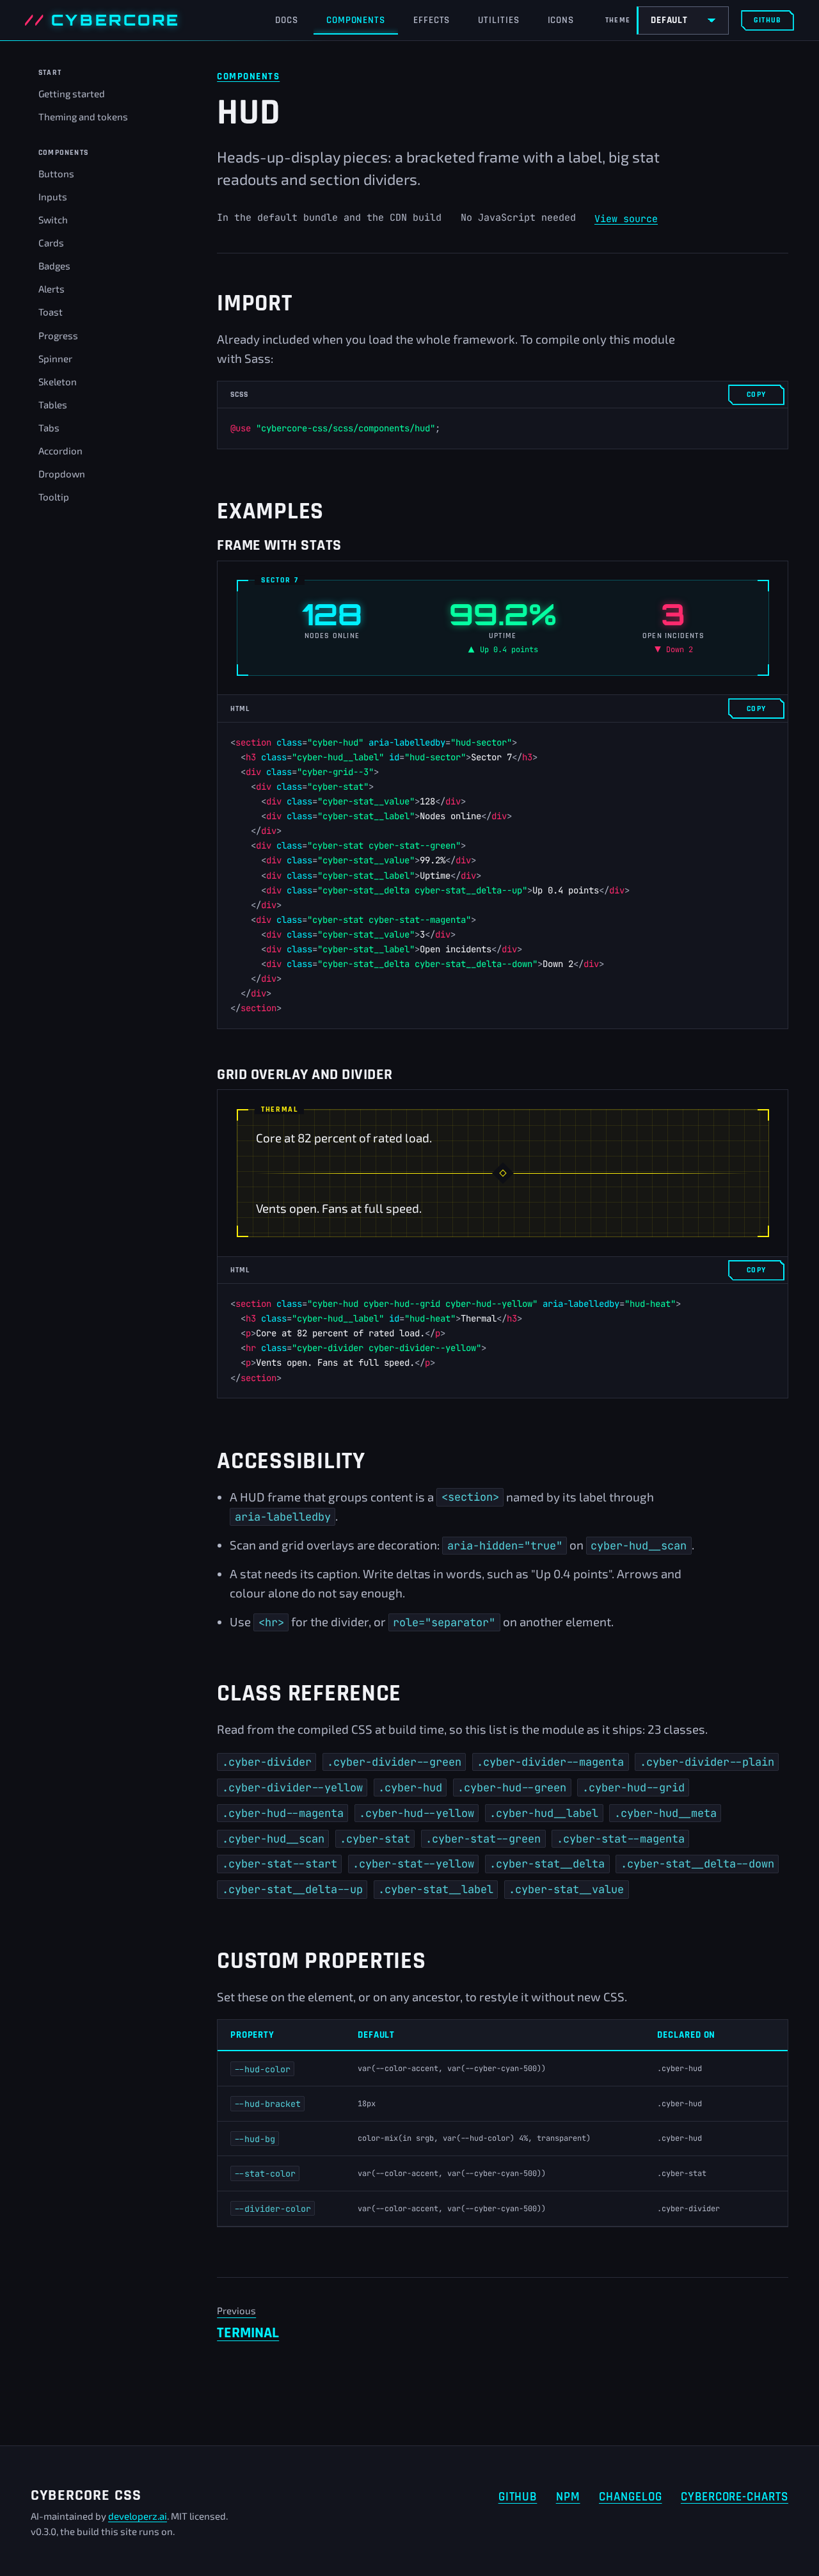 // CYBERCORE
DOCS COMPONENTS EFFECTS UTILITIES ICONS THEME DEFAULT GITHUB
START
Getting started
Theming and tokens
COMPONENTS
Buttons
Inputs
Switch
Cards
Badges
Alerts
Toast
Progress
Spinner
Skeleton
Tables
Tabs
Accordion
Dropdown
Tooltip
COMPONENTS
HUD
Heads-up-display pieces: a bracketed frame with a label, big stat
readouts and section dividers.
In the default bundle and the CDN build No JavaScript needed View source
IMPORT
Already included when you load the whole framework. To compile only this module
with Sass:
SCSS COPY
@use "cybercore-css/scss/components/hud";
EXAMPLES
FRAME WITH STATS
SECTOR 7
128 99.2% 3
NODES ONLINE UPTIME OPEN INCIDENTS
▲ Up 0.4 points ▼ Down 2
HTML COPY
<section class="cyber-hud" aria-labelledby="hud-sector">
  <h3 class="cyber-hud__label" id="hud-sector">Sector 7</h3>
  <div class="cyber-grid--3">
    <div class="cyber-stat">
      <div class="cyber-stat__value">128</div>
      <div class="cyber-stat__label">Nodes online</div>
    </div>
    <div class="cyber-stat cyber-stat--green">
      <div class="cyber-stat__value">99.2%</div>
      <div class="cyber-stat__label">Uptime</div>
      <div class="cyber-stat__delta cyber-stat__delta--up">Up 0.4 points</div>
    </div>
    <div class="cyber-stat cyber-stat--magenta">
      <div class="cyber-stat__value">3</div>
      <div class="cyber-stat__label">Open incidents</div>
      <div class="cyber-stat__delta cyber-stat__delta--down">Down 2</div>
    </div>
  </div>
</section>
GRID OVERLAY AND DIVIDER
THERMAL
Core at 82 percent of rated load.
◇
Vents open. Fans at full speed.
HTML COPY
<section class="cyber-hud cyber-hud--grid cyber-hud--yellow" aria-labelledby="hud-heat">
  <h3 class="cyber-hud__label" id="hud-heat">Thermal</h3>
  <p>Core at 82 percent of rated load.</p>
  <hr class="cyber-divider cyber-divider--yellow">
  <p>Vents open. Fans at full speed.</p>
</section>
ACCESSIBILITY
• A HUD frame that groups content is a <section> named by its label through
aria-labelledby.
• Scan and grid overlays are decoration: aria-hidden="true" on cyber-hud__scan.
• A stat needs its caption. Write deltas in words, such as "Up 0.4 points". Arrows and
colour alone do not say enough.
• Use <hr> for the divider, or role="separator" on another element.
CLASS REFERENCE
Read from the compiled CSS at build time, so this list is the module as it ships: 23 classes.
.cyber-divider .cyber-divider--green .cyber-divider--magenta .cyber-divider--plain
.cyber-divider--yellow .cyber-hud .cyber-hud--green .cyber-hud--grid
.cyber-hud--magenta .cyber-hud--yellow .cyber-hud__label .cyber-hud__meta
.cyber-hud__scan .cyber-stat .cyber-stat--green .cyber-stat--magenta
.cyber-stat--start .cyber-stat--yellow .cyber-stat__delta .cyber-stat__delta--down
.cyber-stat__delta--up .cyber-stat__label .cyber-stat__value
CUSTOM PROPERTIES
Set these on the element, or on any ancestor, to restyle it without new CSS.
PROPERTY DEFAULT DECLARED ON
--hud-color var(--color-accent, var(--cyber-cyan-500)) .cyber-hud
--hud-bracket 18px .cyber-hud
--hud-bg color-mix(in srgb, var(--hud-color) 4%, transparent) .cyber-hud
--stat-color var(--color-accent, var(--cyber-cyan-500)) .cyber-stat
--divider-color var(--color-accent, var(--cyber-cyan-500)) .cyber-divider
Previous
TERMINAL
CYBERCORE CSS
AI-maintained by developerz.ai. MIT licensed.
v0.3.0, the build this site runs on.
GITHUB NPM CHANGELOG CYBERCORE-CHARTS